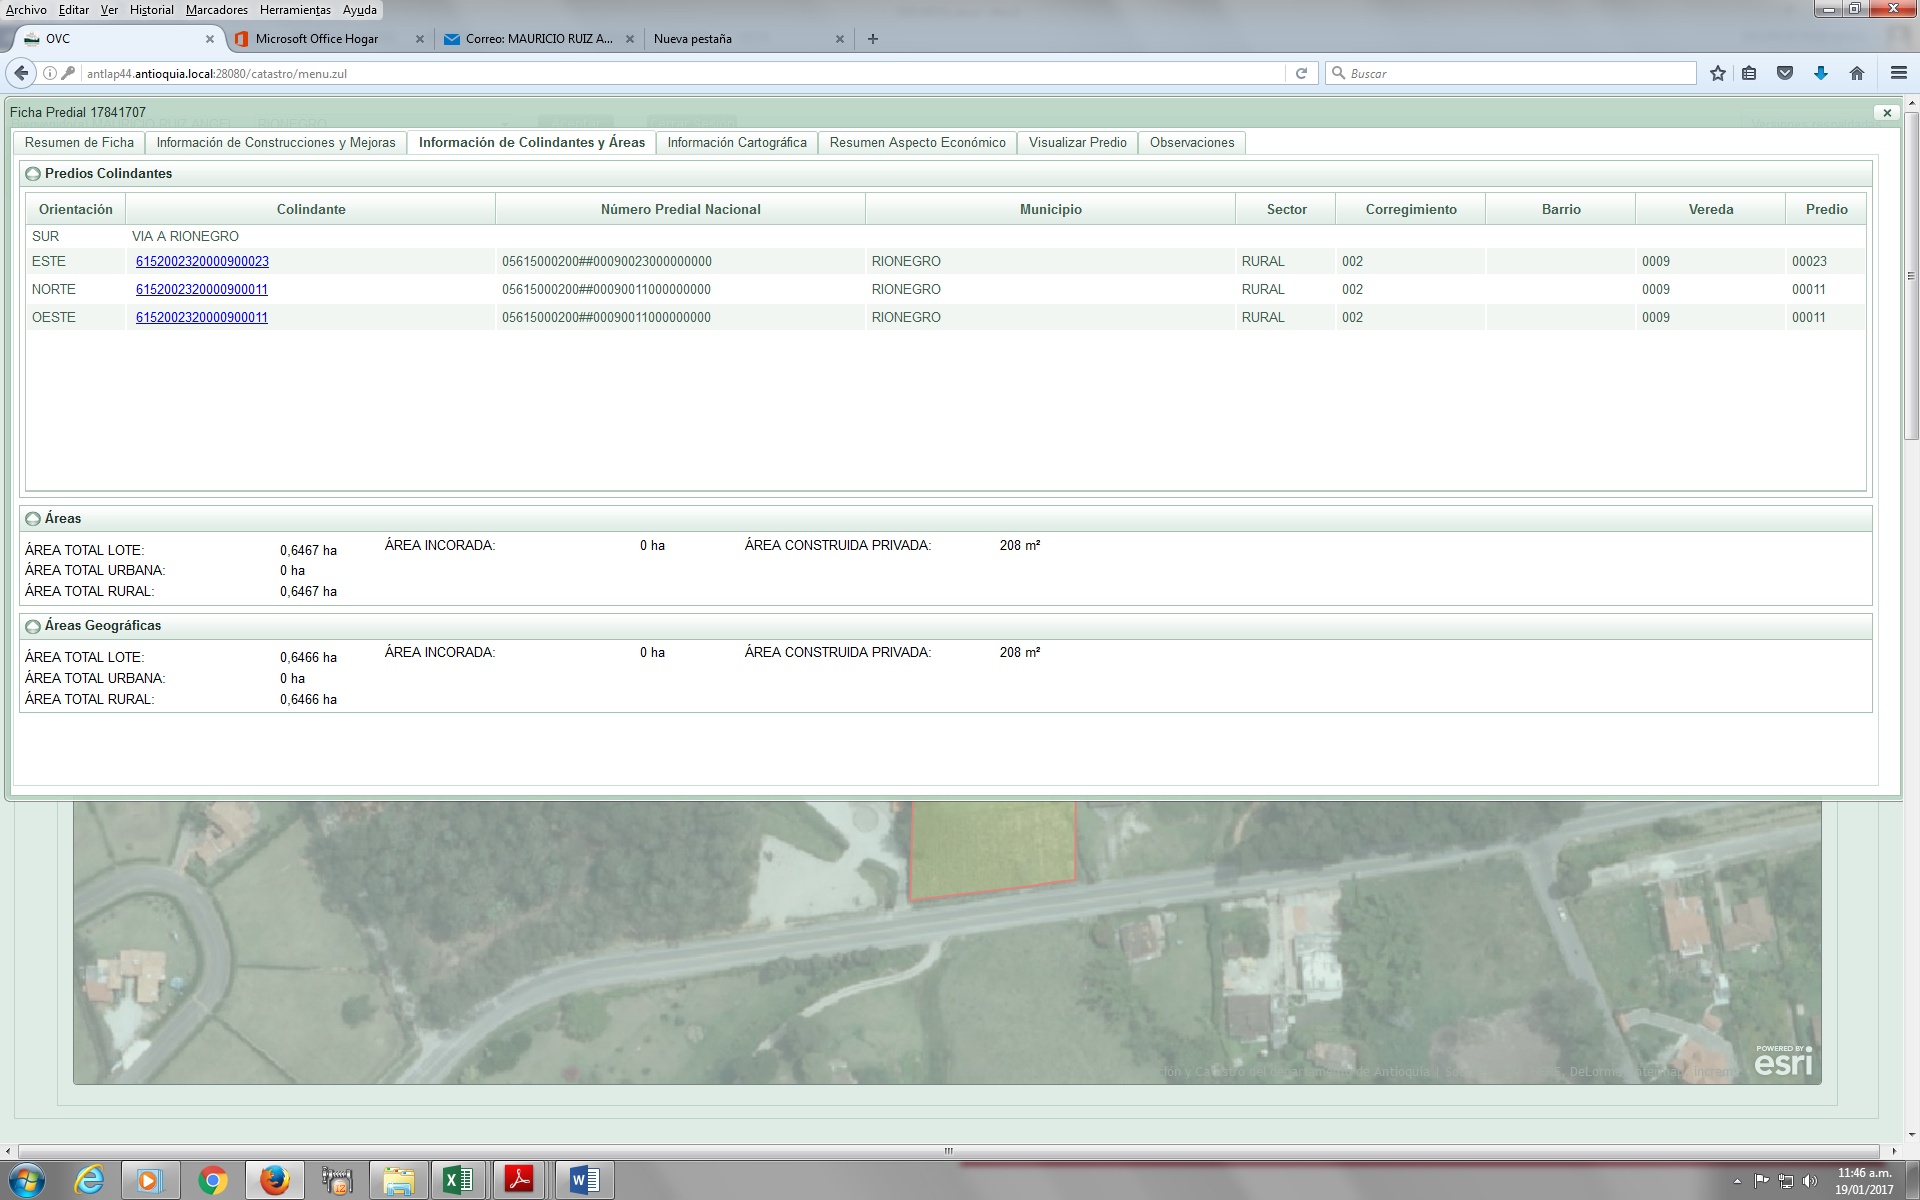 Archivo Editar Ver Historial Marcadores Herramientas Ayuda
OVC Microsoft Office Hogar Correo: MAURICIO RUIZ A... Nueva pestaña
antlap44.antioquia.local:28080/catastro/menu.zul Buscar
Ficha Predial 17841707
Resumen de Ficha Información de Construcciones y Mejoras Información de Colindantes y Áreas Información Cartográfica Resumen Aspecto Económico Visualizar Predio Observaciones
Predios Colindantes
Orientación Colindante Número Predial Nacional Municipio Sector Corregimiento Barrio Vereda Predio
SUR VIA A RIONEGRO
ESTE 6152002320000900023 05615000200##00090023000000000 RIONEGRO RURAL 002 0009 00023
NORTE 6152002320000900011 05615000200##00090011000000000 RIONEGRO RURAL 002 0009 00011
OESTE 6152002320000900011 05615000200##00090011000000000 RIONEGRO RURAL 002 0009 00011
Áreas
ÁREA TOTAL LOTE: 0,6467 ha ÁREA INCORADA: 0 ha ÁREA CONSTRUIDA PRIVADA: 208 m²
ÁREA TOTAL URBANA: 0 ha
ÁREA TOTAL RURAL: 0,6467 ha
Áreas Geográficas
ÁREA TOTAL LOTE: 0,6466 ha ÁREA INCORADA: 0 ha ÁREA CONSTRUIDA PRIVADA: 208 m²
ÁREA TOTAL URBANA: 0 ha
ÁREA TOTAL RURAL: 0,6466 ha
POWERED BY
esri
y Catastro del departamento de Antioquia | DeLorme
11:46 a.m.
19/01/2017